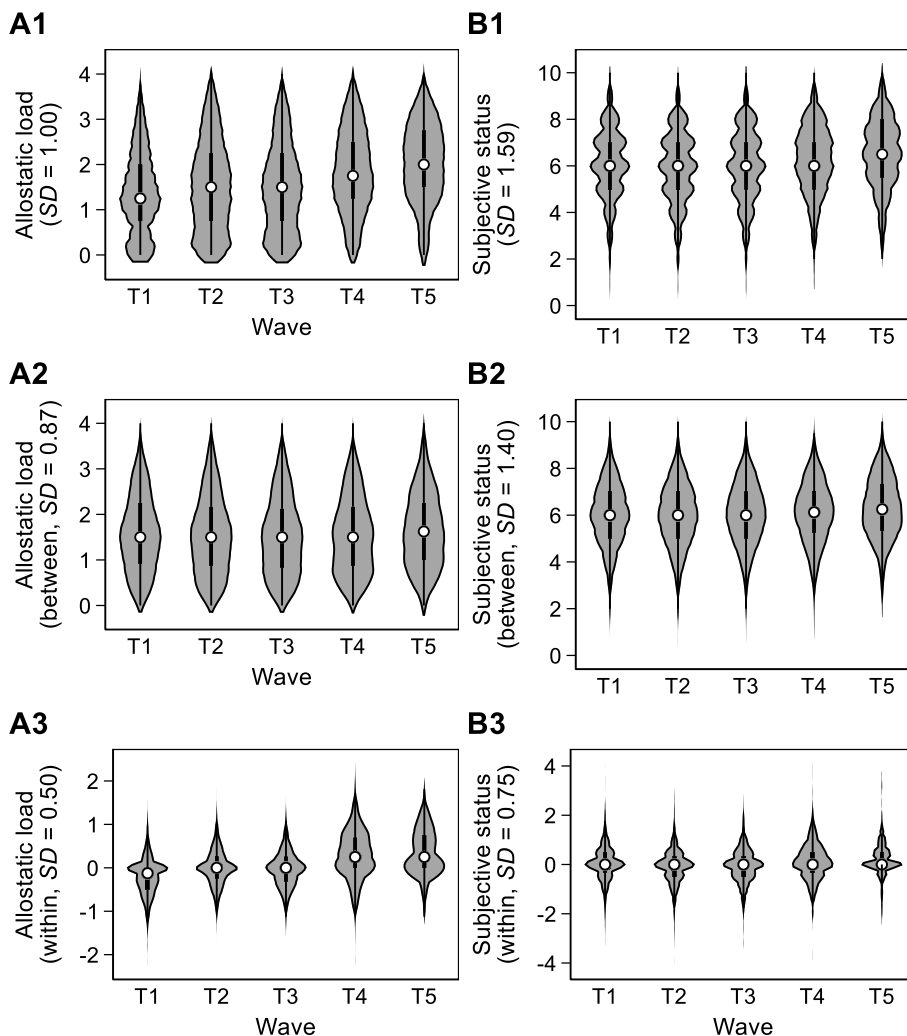 A1
Allostatic load
(SD = 1.00)
4
3
2
1
0
T1 T2 T3 T4 T5
Wave
B1
Subjective status
(SD = 1.59)
10
8
6
4
2
0
T1 T2 T3 T4 T5
A2
Allostatic load
(between, SD = 0.87)
4
3
2
1
0
T1 T2 T3 T4 T5
Wave
B2
Subjective status
(between, SD = 1.40)
10
8
6
4
2
0
T1 T2 T3 T4 T5
A3
Allostatic load
(within, SD = 0.50)
2
1
0
-1
-2
T1 T2 T3 T4 T5
Wave
B3
Subjective status
(within, SD = 0.75)
4
2
0
-2
-4
T1 T2 T3 T4 T5
Wave